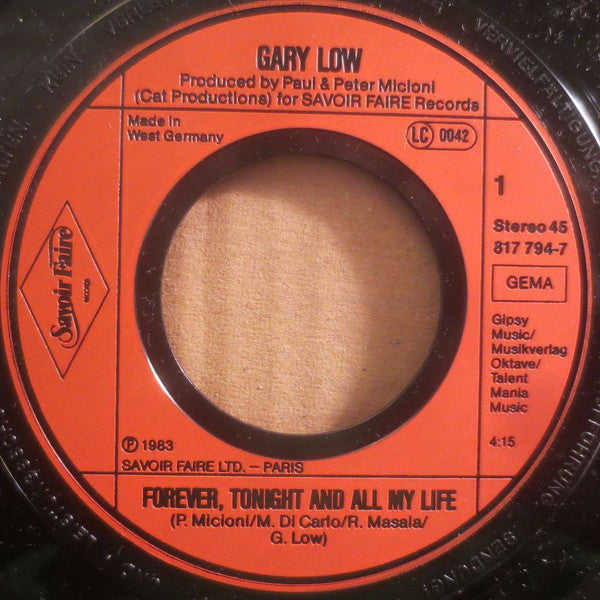 GARY LOW
Produced by Paul & Peter Micioni
(Cat Productions) for SAVOIR FAIRE Records
Made in
West Germany
LC 0042
1
Stereo 45
817 794-7
GEMA
Savoir Faire
RECORDS
Gipsy
Music/
Musikverlag
Oktave/
Talent
Mania
Music
4:15
℗ 1983
SAVOIR FAIRE LTD. – PARIS
FOREVER, TONIGHT AND ALL MY LIFE
(P. Micioni/M. Di Carlo/R. Masala/
G. Low)